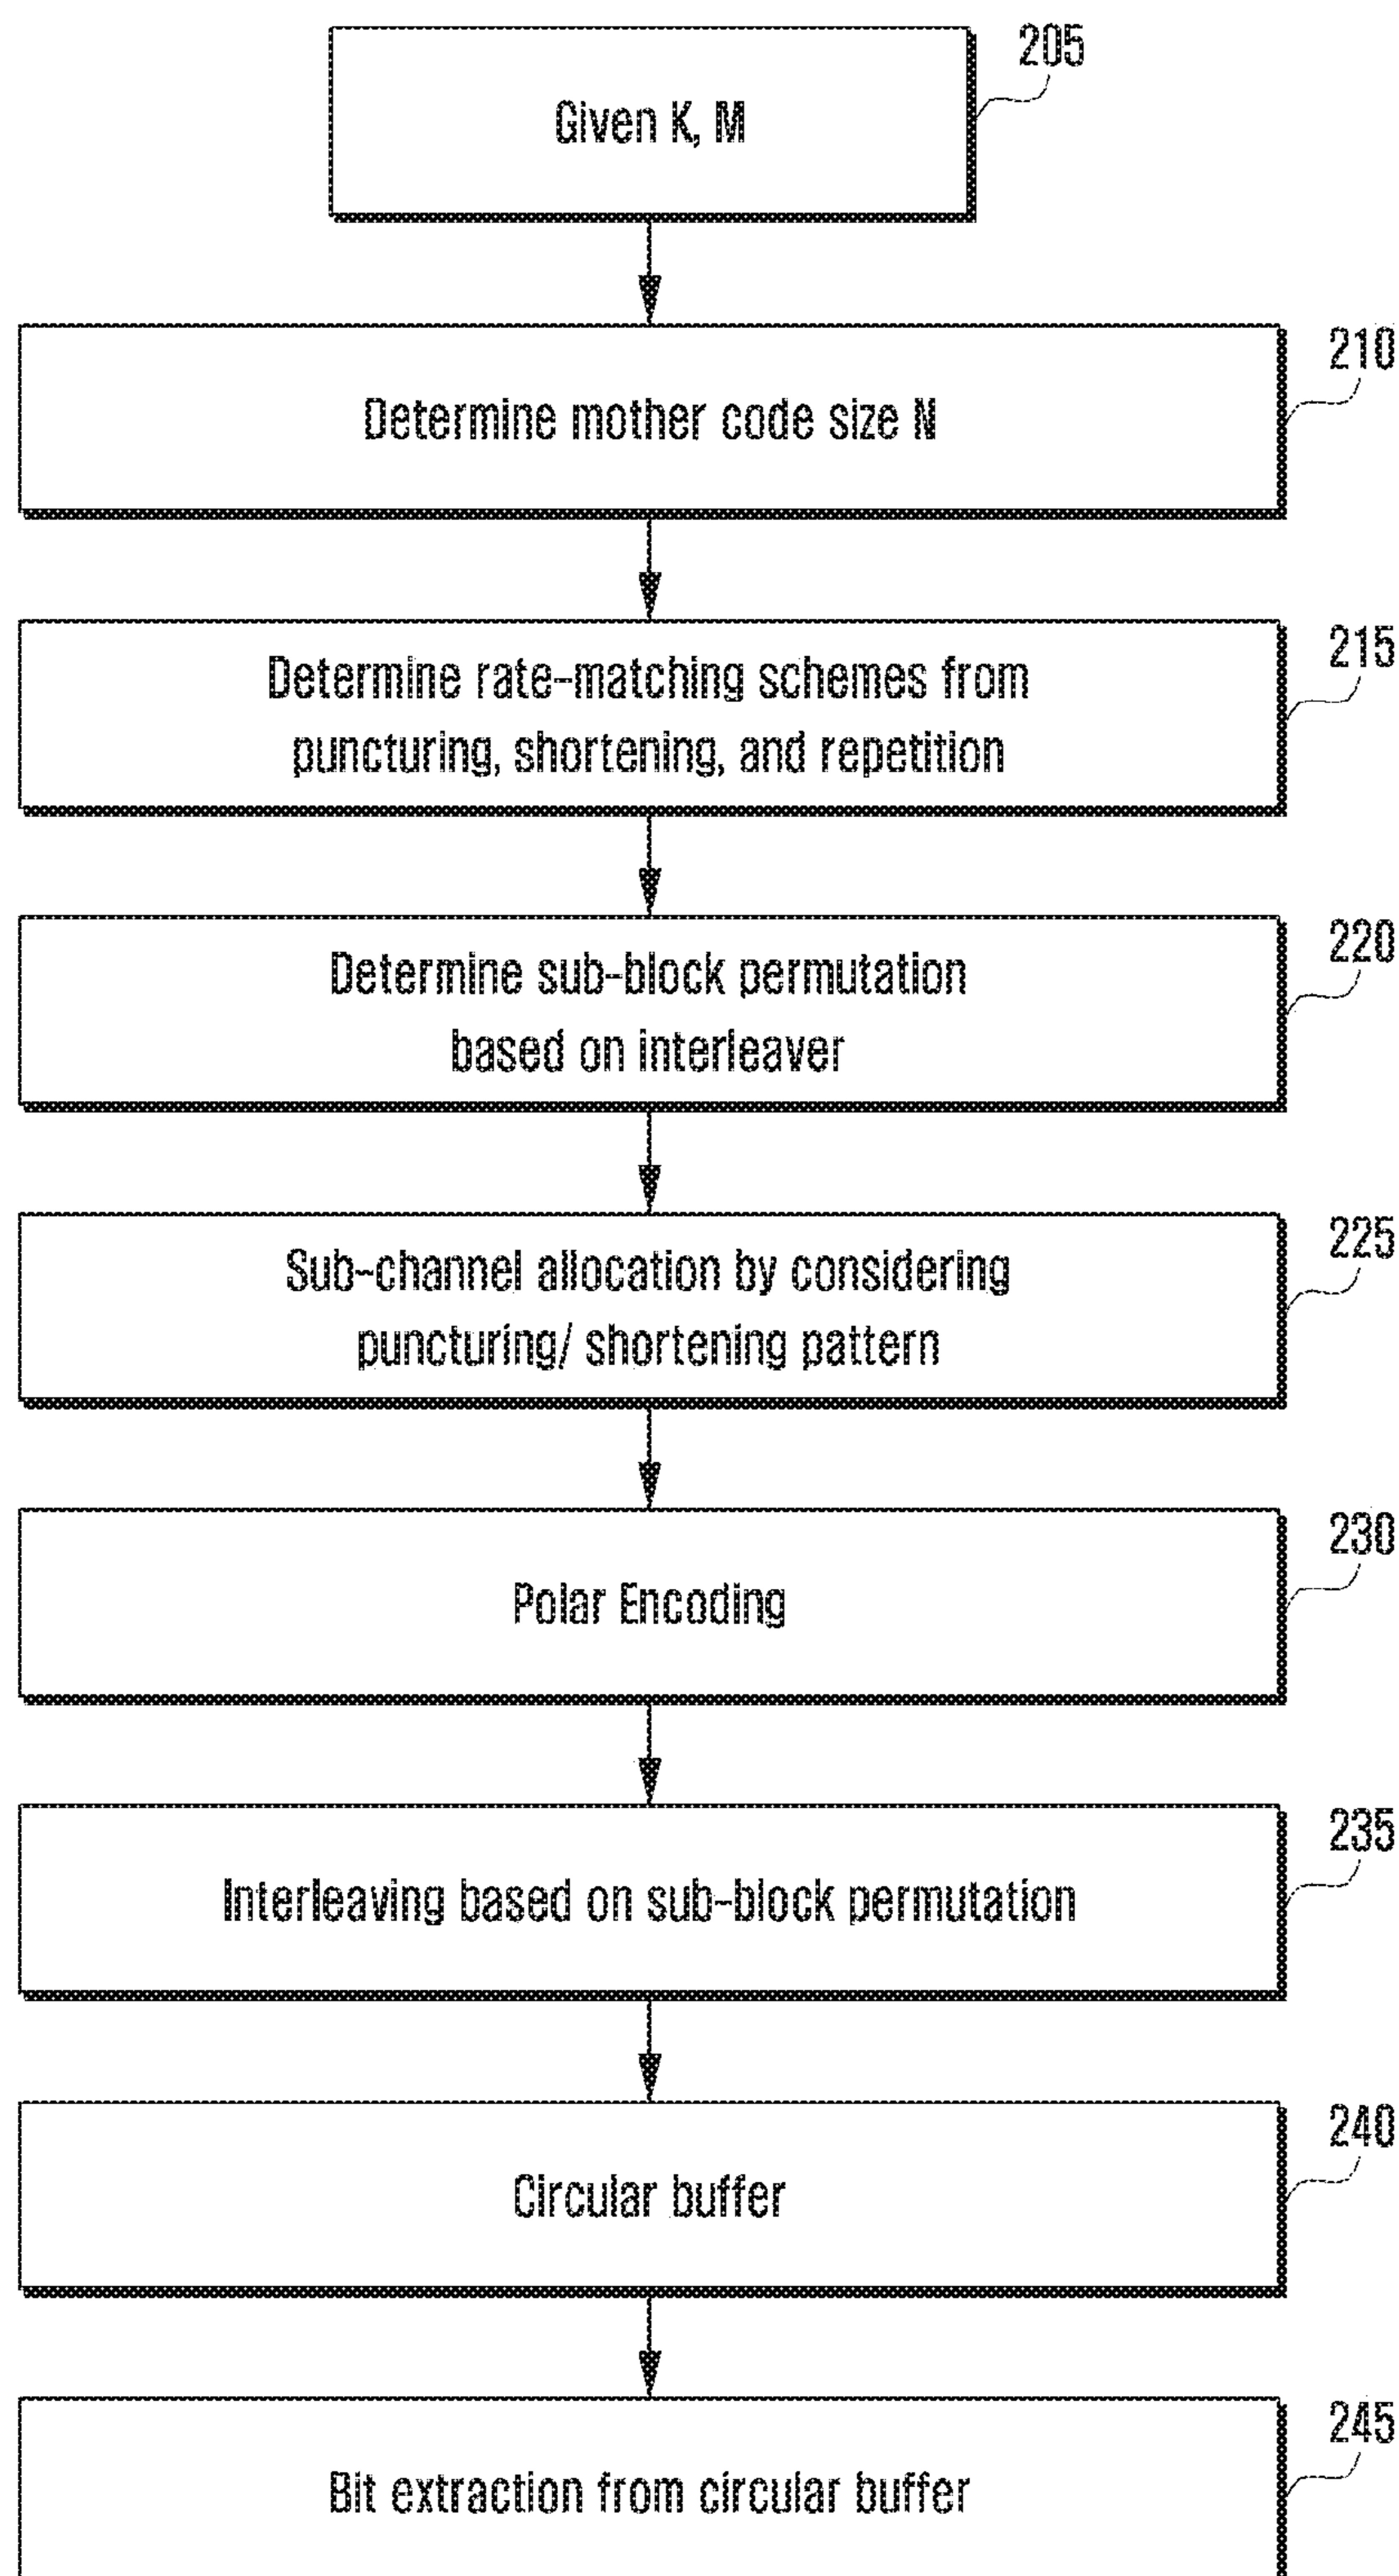 Given K, M
205
Determine mother code size N
210
Determine rate-matching schemes from
puncturing, shortening, and repetition
215
Determine sub-block permutation
based on interleaver
220
Sub-channel allocation by considering
puncturing/ shortening pattern
225
Polar Encoding
230
Interleaving based on sub-block permutation
235
Circular buffer
240
Bit extraction from circular buffer
245